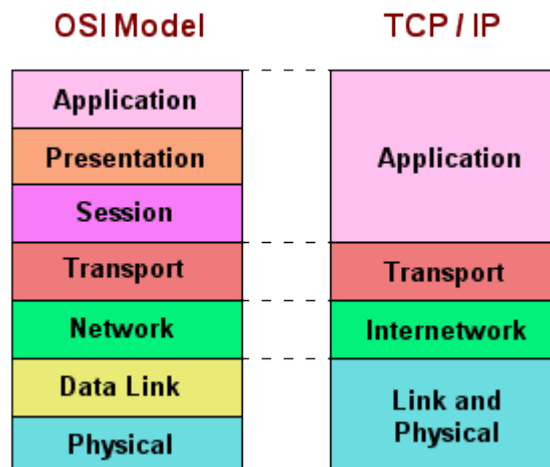 OSI Model
TCP / IP
Application
Presentation
Session
Transport
Network
Data Link
Physical
Application
Transport
Internetwork
Link and
Physical